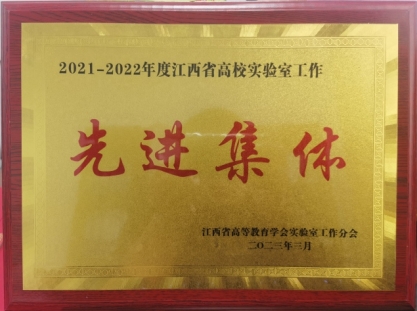 2021-2022年度江西省高校实验室工作
先进集体
江西省高等教育学会实验室工作分会
二〇二三年三月